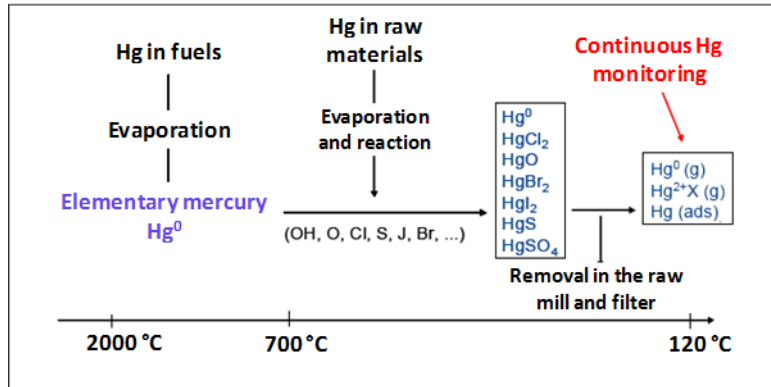 Hg in fuels
Evaporation
Elementary mercury
Hg⁰
Hg in raw
materials
Evaporation
and reaction
(OH, O, Cl, S, J, Br, ...)
Hg⁰
HgCl₂
HgO
HgBr₂
HgI₂
HgS
HgSO₄
Removal in the raw
mill and filter
Continuous Hg
monitoring
Hg⁰ (g)
Hg²⁺X (g)
Hg (ads)
2000 °C
700 °C
120 °C